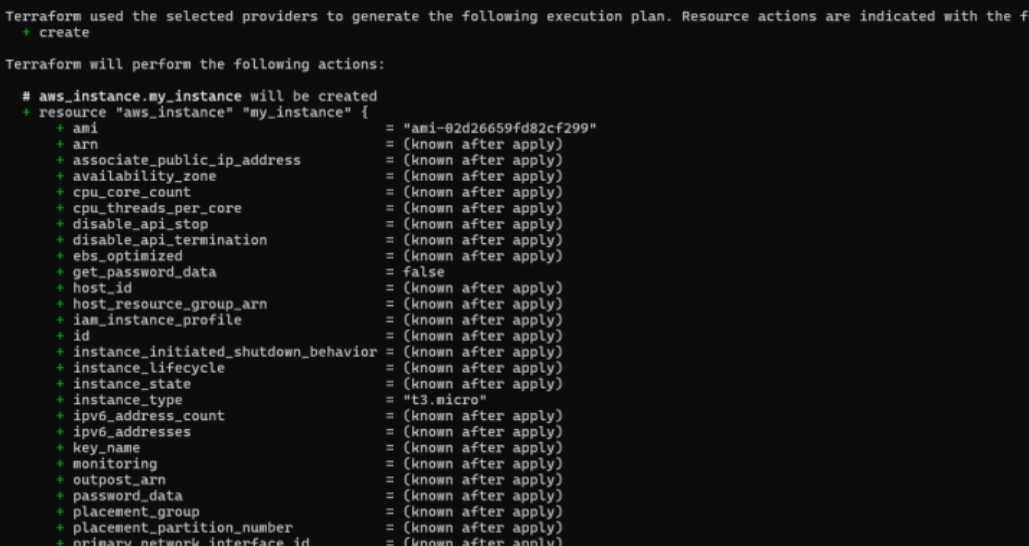 Terraform used the selected providers to generate the following execution plan. Resource actions are indicated with the f
+ create
Terraform will perform the following actions:
# aws_instance.my_instance will be created
+ resource "aws_instance" "my_instance" {
+ ami = "ami-02d26659fd82cf299"
+ arn = (known after apply)
+ associate_public_ip_address = (known after apply)
+ availability_zone = (known after apply)
+ cpu_core_count = (known after apply)
+ cpu_threads_per_core = (known after apply)
+ disable_api_stop = (known after apply)
+ disable_api_termination = (known after apply)
+ ebs_optimized = (known after apply)
+ get_password_data = false
+ host_id = (known after apply)
+ host_resource_group_arn = (known after apply)
+ iam_instance_profile = (known after apply)
+ id = (known after apply)
+ instance_initiated_shutdown_behavior = (known after apply)
+ instance_lifecycle = (known after apply)
+ instance_state = (known after apply)
+ instance_type = "t3.micro"
+ ipv6_address_count = (known after apply)
+ ipv6_addresses = (known after apply)
+ key_name = (known after apply)
+ monitoring = (known after apply)
+ outpost_arn = (known after apply)
+ password_data = (known after apply)
+ placement_group = (known after apply)
+ placement_partition_number = (known after apply)
+ primary_network_interface_id = (known after apply)